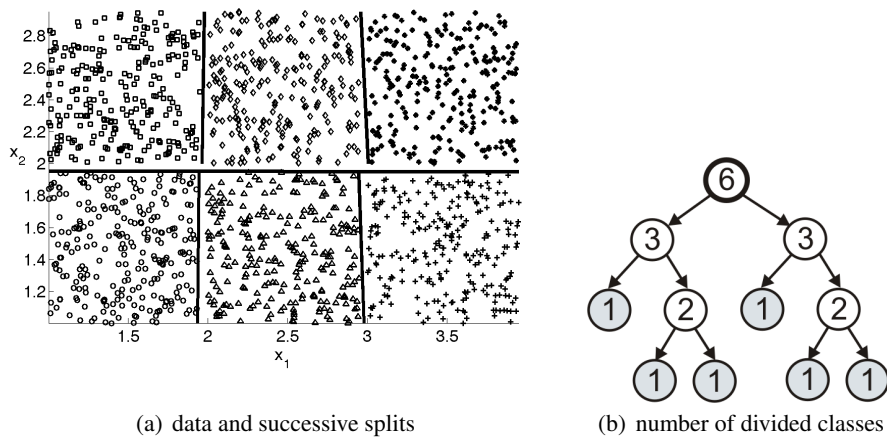 2.8
2.6
2.4
2.2
x2
2
1.8
1.6
1.4
1.2
1.5 2 2.5 3 3.5
x1
6
3 3
1 2 1 2
1 1 1 1
(a) data and successive splits
(b) number of divided classes